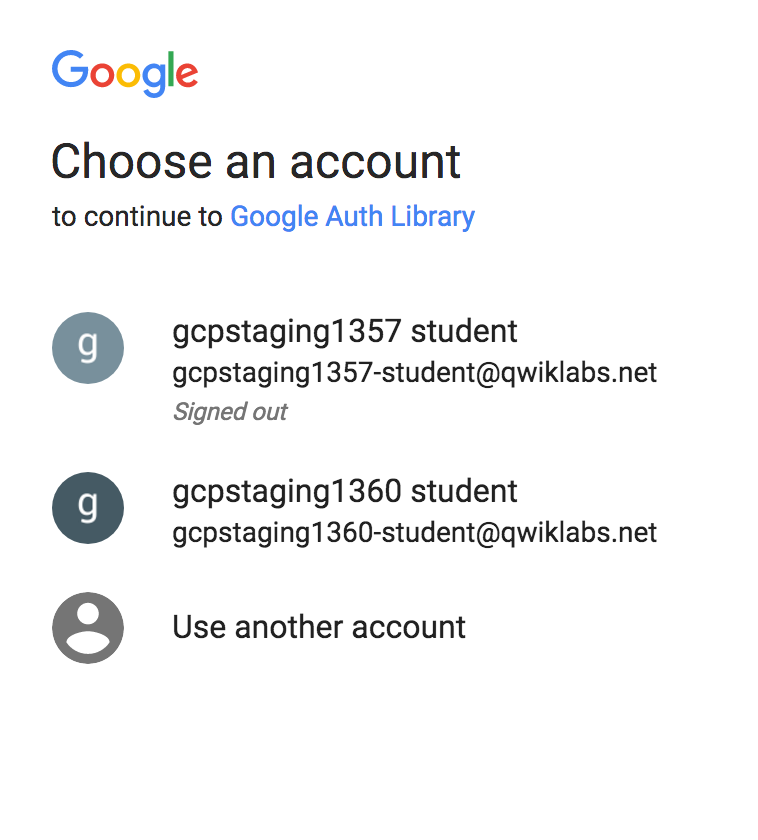 Google
Choose an account
to continue to Google Auth Library
g
gcpstaging1357 student
gcpstaging1357-student@qwiklabs.net
Signed out
g
gcpstaging1360 student
gcpstaging1360-student@qwiklabs.net
Use another account